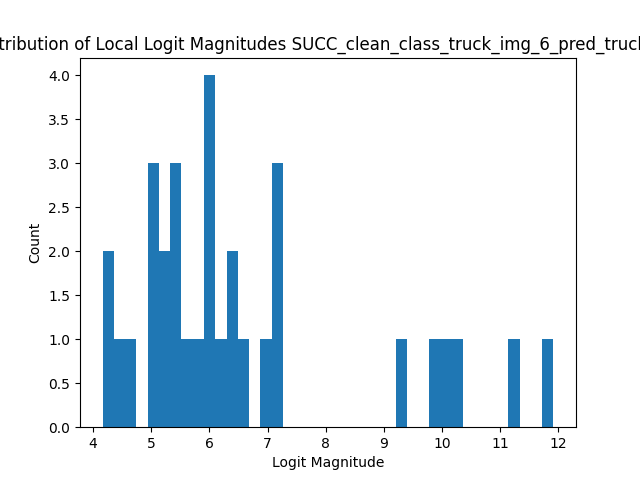 tribution of Local Logit Magnitudes SUCC_clean_class_truck_img_6_pred_truck
4.0
3.5
3.0
2.5
2.0
1.5
1.0
0.5
0.0
Count
4 5 6 7 8 9 10 11 12
Logit Magnitude